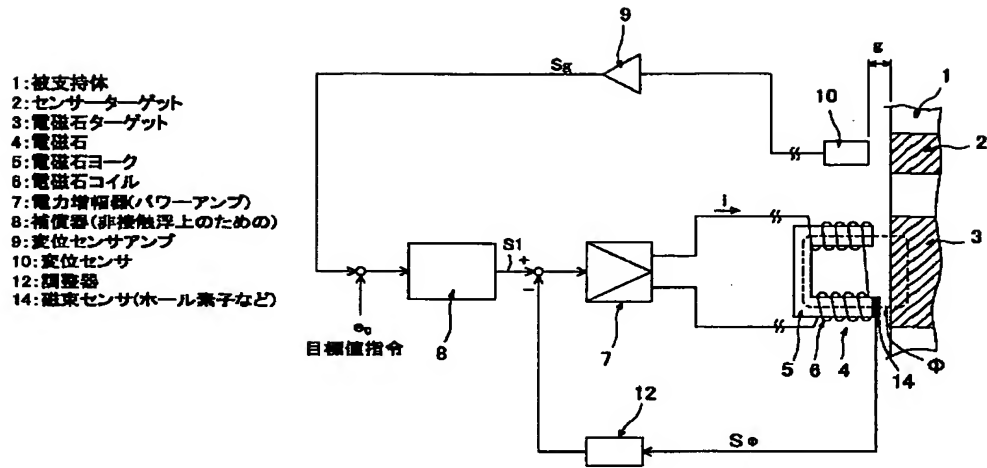 1:被支持体
2:センサーターゲット
3:電磁石ターゲット
4:電磁石
5:電磁石ヨーク
6:電磁石コイル
7:電力増幅器(パワーアンプ)
8:補償器(非接触浮上のための)
9:変位センサアンプ
10:変位センサ
12:調整器
14:磁束センサ(ホール素子など)
9
Sg
g
1
10
2
i
3
S1
+
-
8
7
5
6
4
14
Φ
目標値指令
12
SΦ